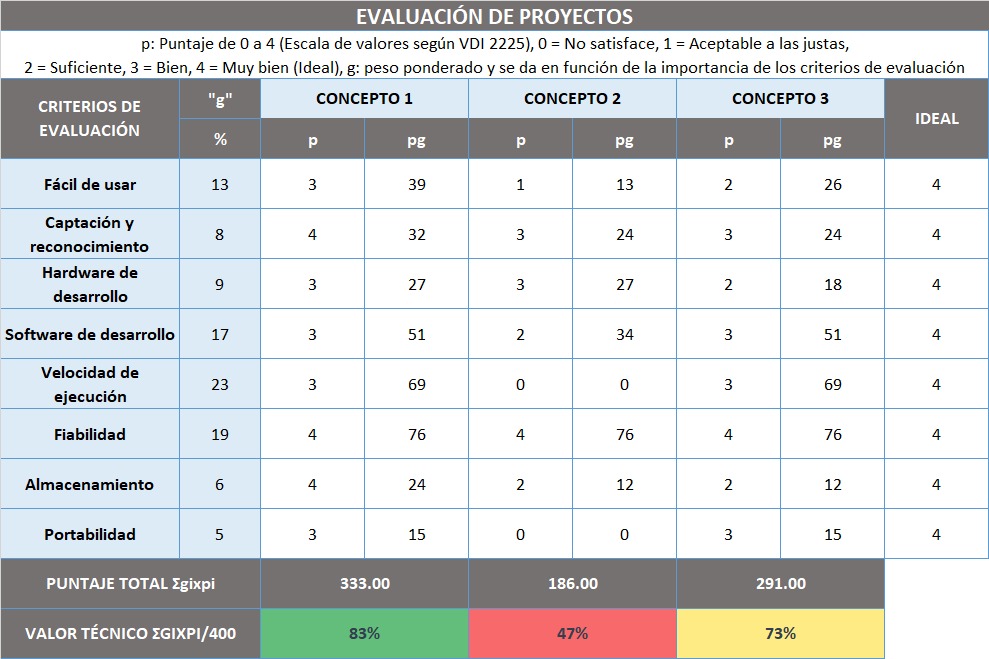 EVALUACIÓN DE PROYECTOS
p: Puntaje de 0 a 4 (Escala de valores según VDI 2225), 0 = No satisface, 1 = Aceptable a las justas,
2 = Suficiente, 3 = Bien, 4 = Muy bien (Ideal), g: peso ponderado y se da en función de la importancia de los criterios de evaluación
CRITERIOS DE
EVALUACIÓN
"g"
%
CONCEPTO 1
CONCEPTO 2
CONCEPTO 3
IDEAL
p pg p pg p pg
Fácil de usar 13 3 39 1 13 2 26 4
Captación y
reconocimiento 8 4 32 3 24 3 24 4
Hardware de
desarrollo 9 3 27 3 27 2 18 4
Software de desarrollo 17 3 51 2 34 3 51 4
Velocidad de
ejecución 23 3 69 0 0 3 69 4
Fiabilidad 19 4 76 4 76 4 76 4
Almacenamiento 6 4 24 2 12 2 12 4
Portabilidad 5 3 15 0 0 3 15 4
PUNTAJE TOTAL Σgixpi 333.00 186.00 291.00
VALOR TÉCNICO ΣGIXPI/400 83% 47% 73%